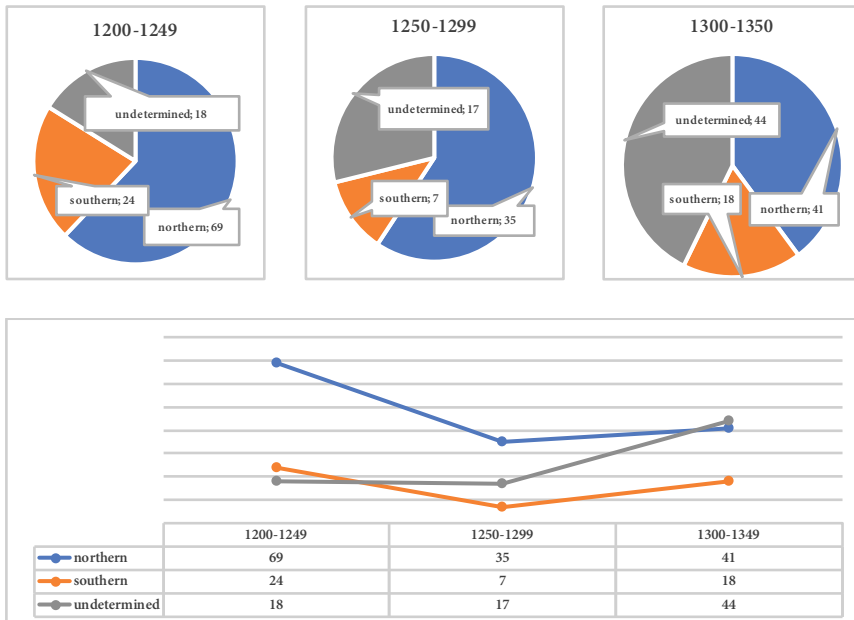 1200-1249
undetermined; 18
southern; 24
northern; 69
1250-1299
undetermined; 17
southern; 7
northern; 35
1300-1350
undetermined; 44
southern; 18
northern; 41
1200-1249 1250-1299 1300-1349
northern 69 35 41
southern 24 7 18
undetermined 18 17 44